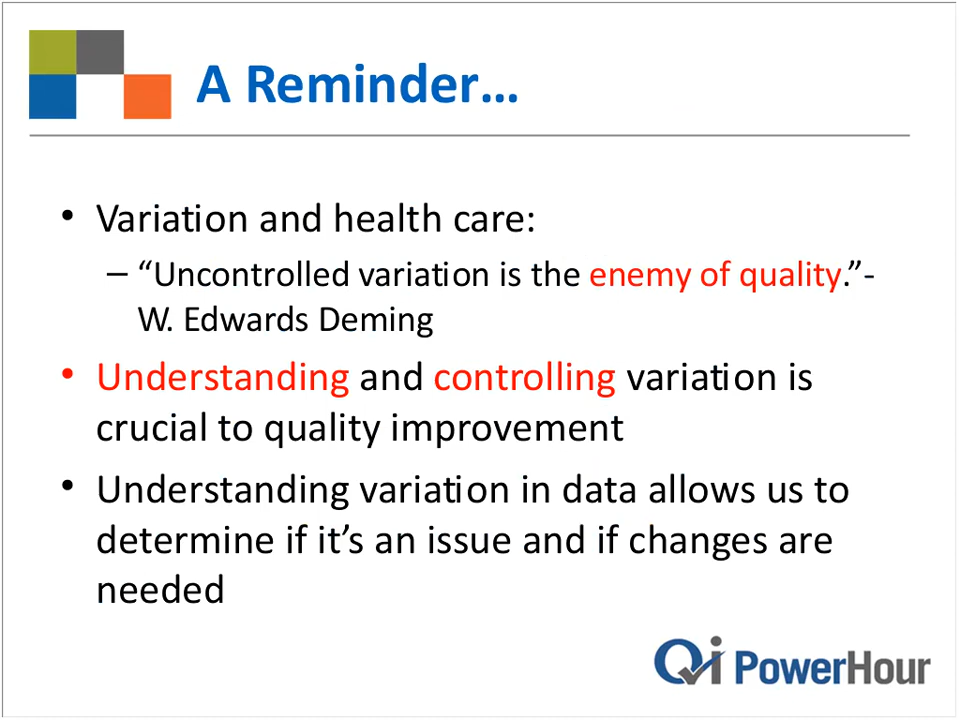 A Reminder…
• Variation and health care:
– “Uncontrolled variation is the enemy of quality.”-
W. Edwards Deming
• Understanding and controlling variation is
crucial to quality improvement
• Understanding variation in data allows us to
determine if it’s an issue and if changes are
needed
Qi PowerHour